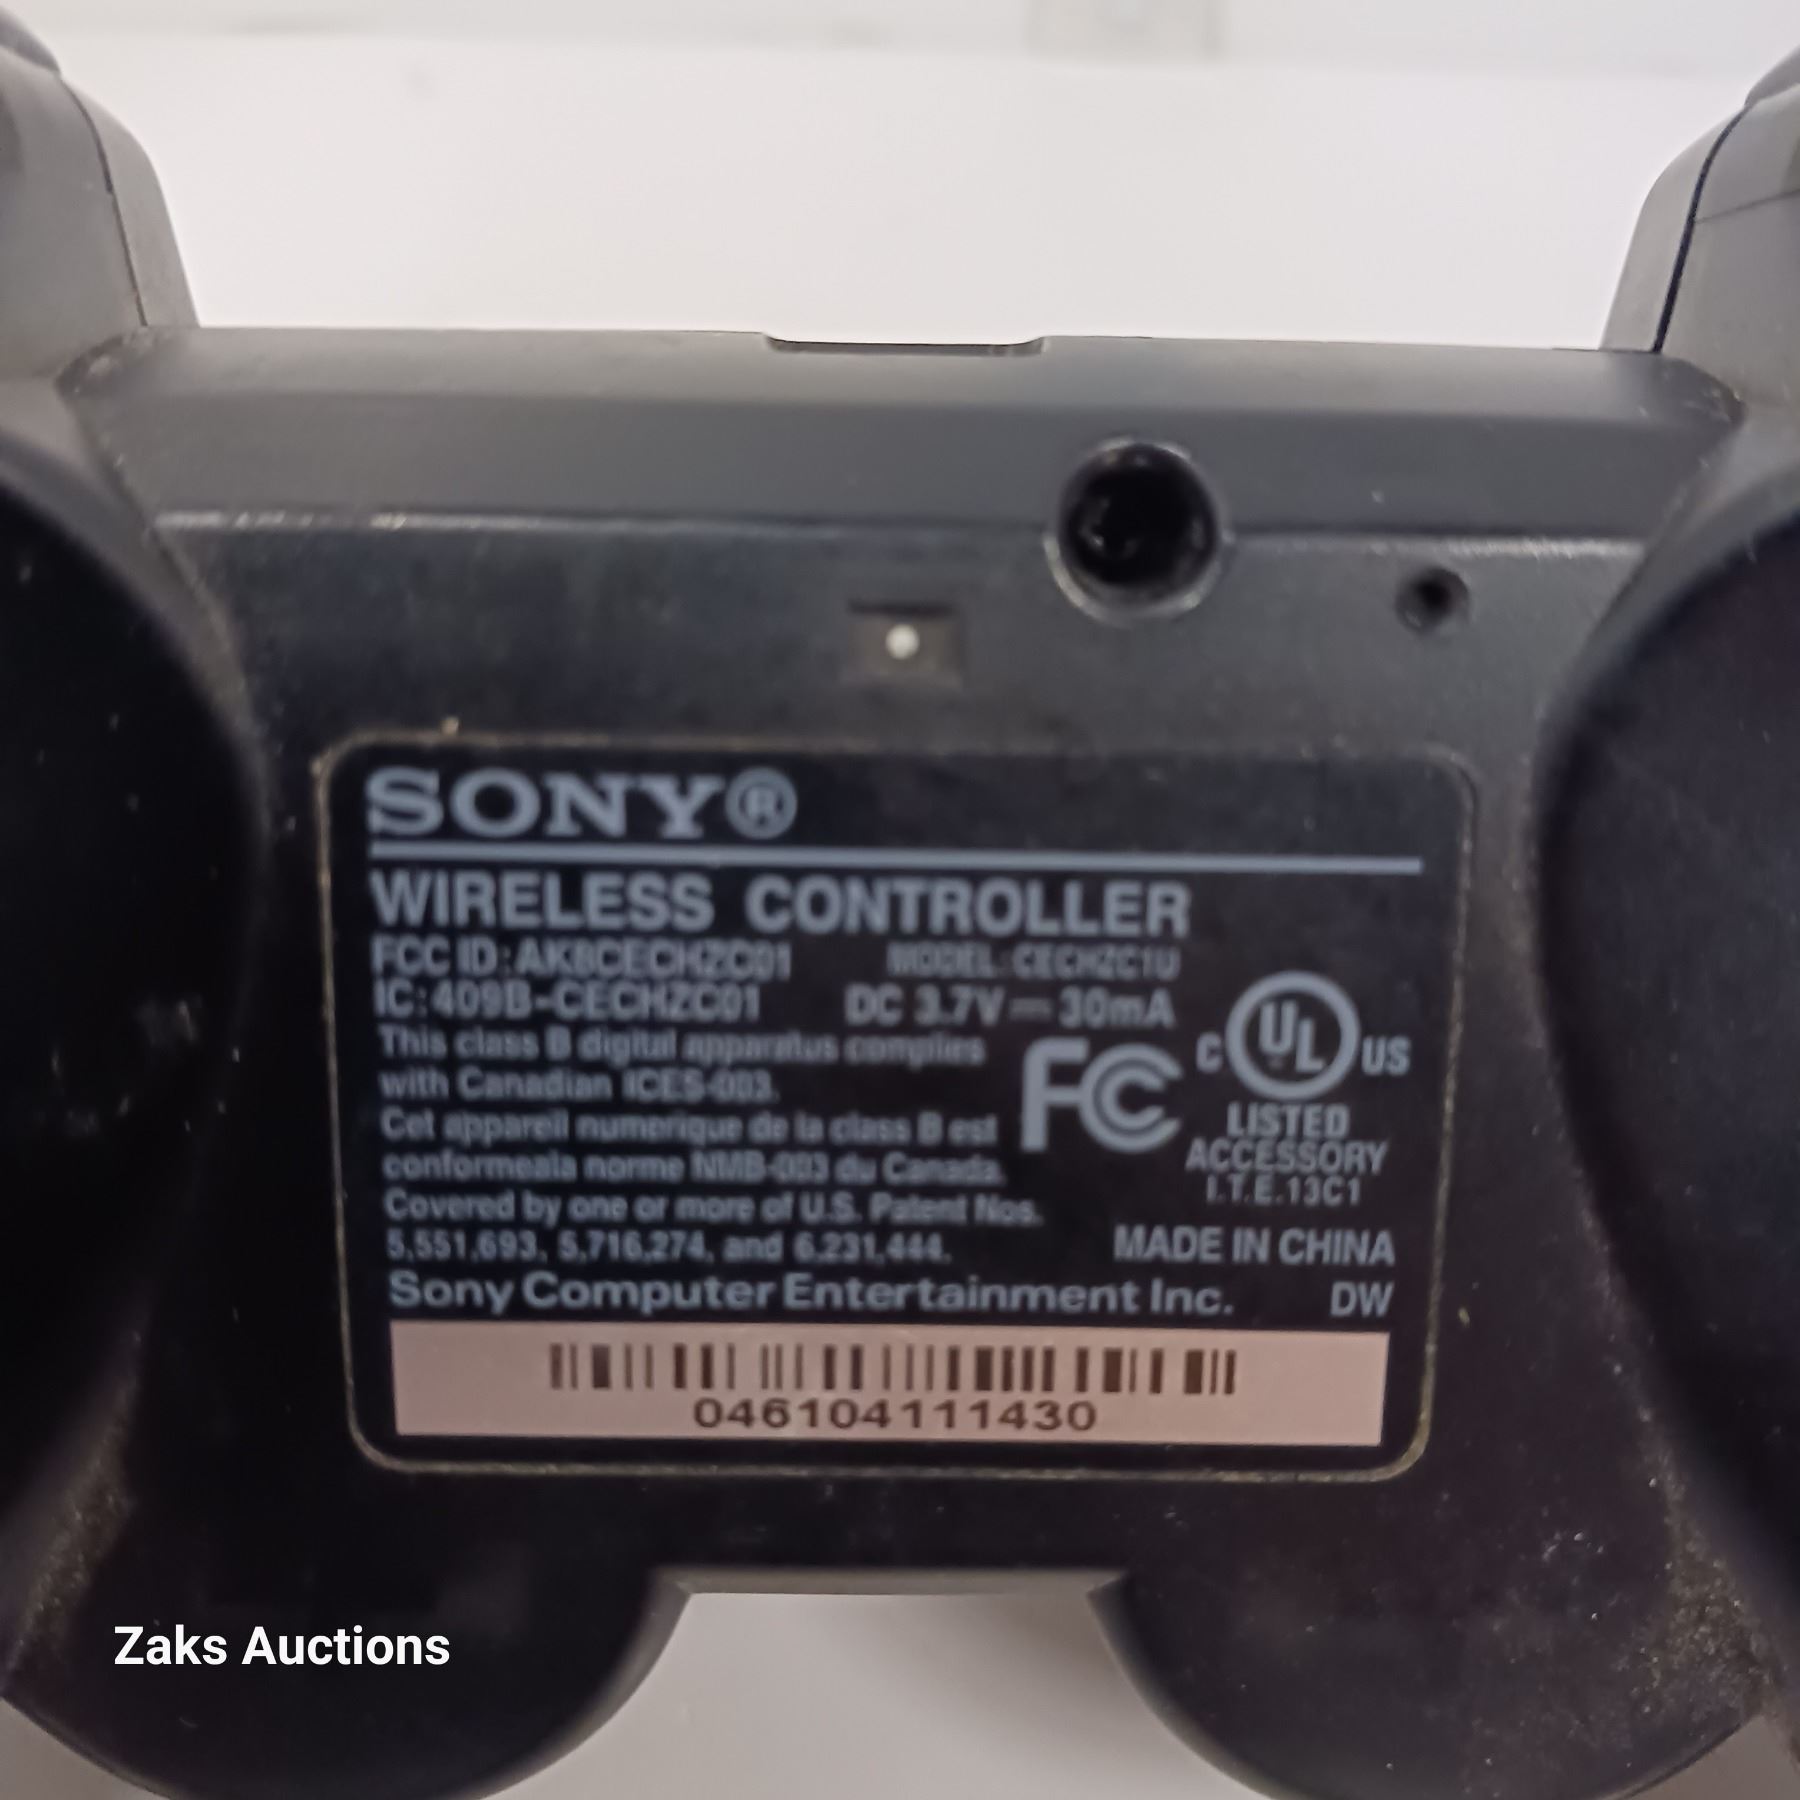 SONY®
WIRELESS CONTROLLER
FCC ID: AK8CECHZC01 MODEL: CECHZC1U
IC: 409B-CECHZC01 DC 3.7V ⎓ 30mA
This class B digital apparatus complies
with Canadian ICES-003.
Cet appareil numerique de la class B est
conformeala norme NMB-003 du Canada.
Covered by one or more of U.S. Patent Nos.
5,551,693, 5,716,274, and 6,231,444.
FC
C UL US
LISTED
ACCESSORY
I.T.E.13C1
MADE IN CHINA
Sony Computer Entertainment Inc. DW
046104111430
Zaks Auctions